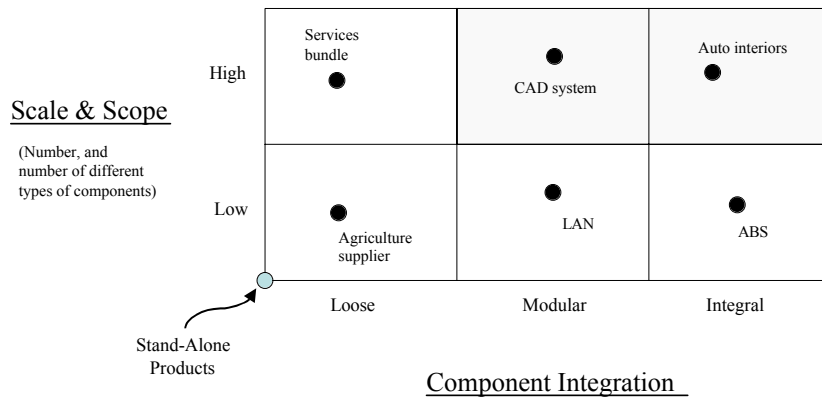 Services
bundle
Auto interiors
High
CAD system
Scale & Scope
(Number, and
number of different
types of components)
Low
LAN
ABS
Agriculture
supplier
Loose
Modular
Integral
Stand-Alone
Products
Component Integration